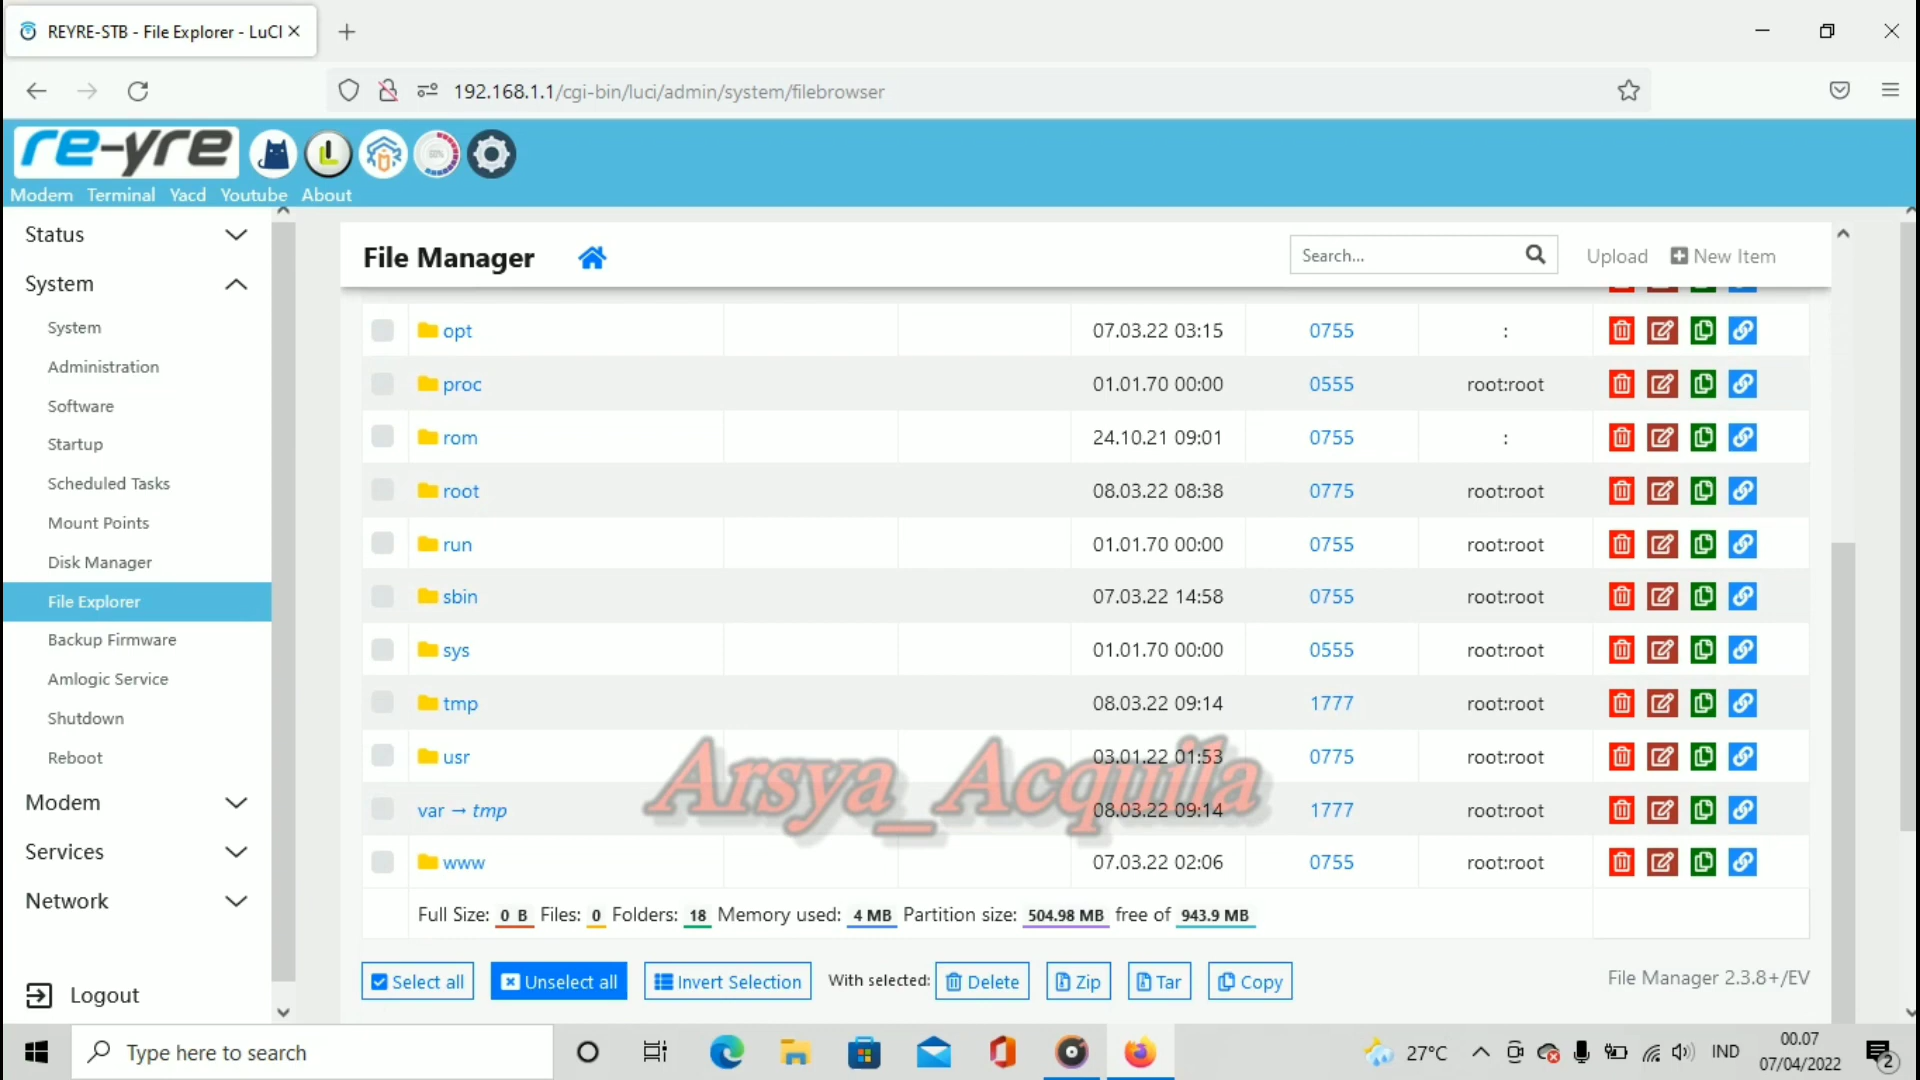 REYRE-STB - File Explorer - LuCI
192.168.1.1/cgi-bin/luci/admin/system/filebrowser
re-yre
50%
Modem Terminal Yacd Youtube About
Status
System
System
Administration
Software
Startup
Scheduled Tasks
Mount Points
Disk Manager
File Explorer
Backup Firmware
Amlogic Service
Shutdown
Reboot
Modem
Services
Network
Logout
File Manager
Search...
Upload
New Item
opt 07.03.22 03:15 0755 :
proc 01.01.70 00:00 0555 root:root
rom 24.10.21 09:01 0755 :
root 08.03.22 08:38 0775 root:root
run 01.01.70 00:00 0755 root:root
sbin 07.03.22 14:58 0755 root:root
sys 01.01.70 00:00 0555 root:root
tmp 08.03.22 09:14 1777 root:root
usr 03.01.22 01:53 0775 root:root
Arsya_Acquila
var → tmp 08.03.22 09:14 1777 root:root
www 07.03.22 02:06 0755 root:root
Full Size: 0 B Files: 0 Folders: 18 Memory used: 4 MB Partition size: 504.98 MB free of 943.9 MB
Select all Unselect all Invert Selection With selected: Delete Zip Tar Copy
File Manager 2.3.8+/EV
Type here to search
27°C
IND
00.07
07/04/2022
2